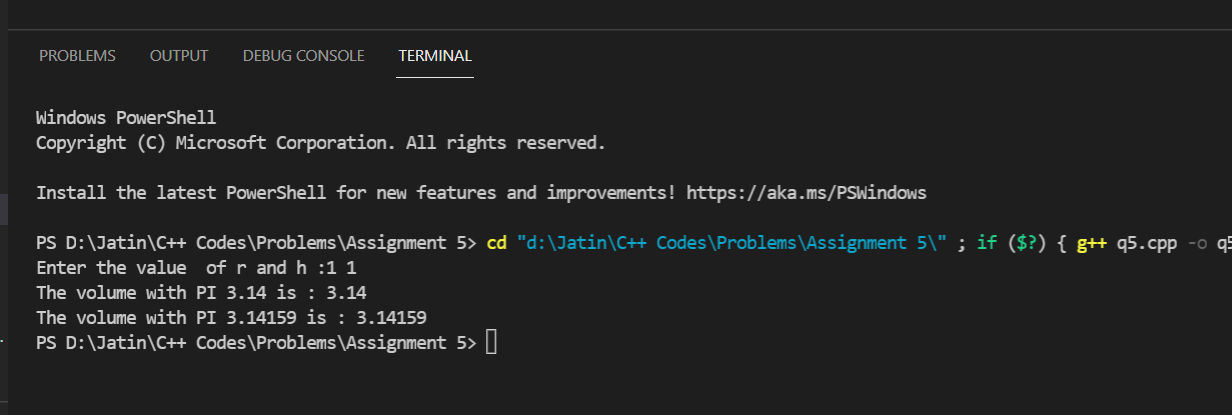 PROBLEMS OUTPUT DEBUG CONSOLE TERMINAL
Windows PowerShell
Copyright (C) Microsoft Corporation. All rights reserved.
Install the latest PowerShell for new features and improvements! https://aka.ms/PSWindows
PS D:\Jatin\C++ Codes\Problems\Assignment 5> cd "d:\Jatin\C++ Codes\Problems\Assignment 5\" ; if ($?) { g++ q5.cpp -o
Enter the value  of r and h :1 1
The volume with PI 3.14 is : 3.14
The volume with PI 3.14159 is : 3.14159
PS D:\Jatin\C++ Codes\Problems\Assignment 5>